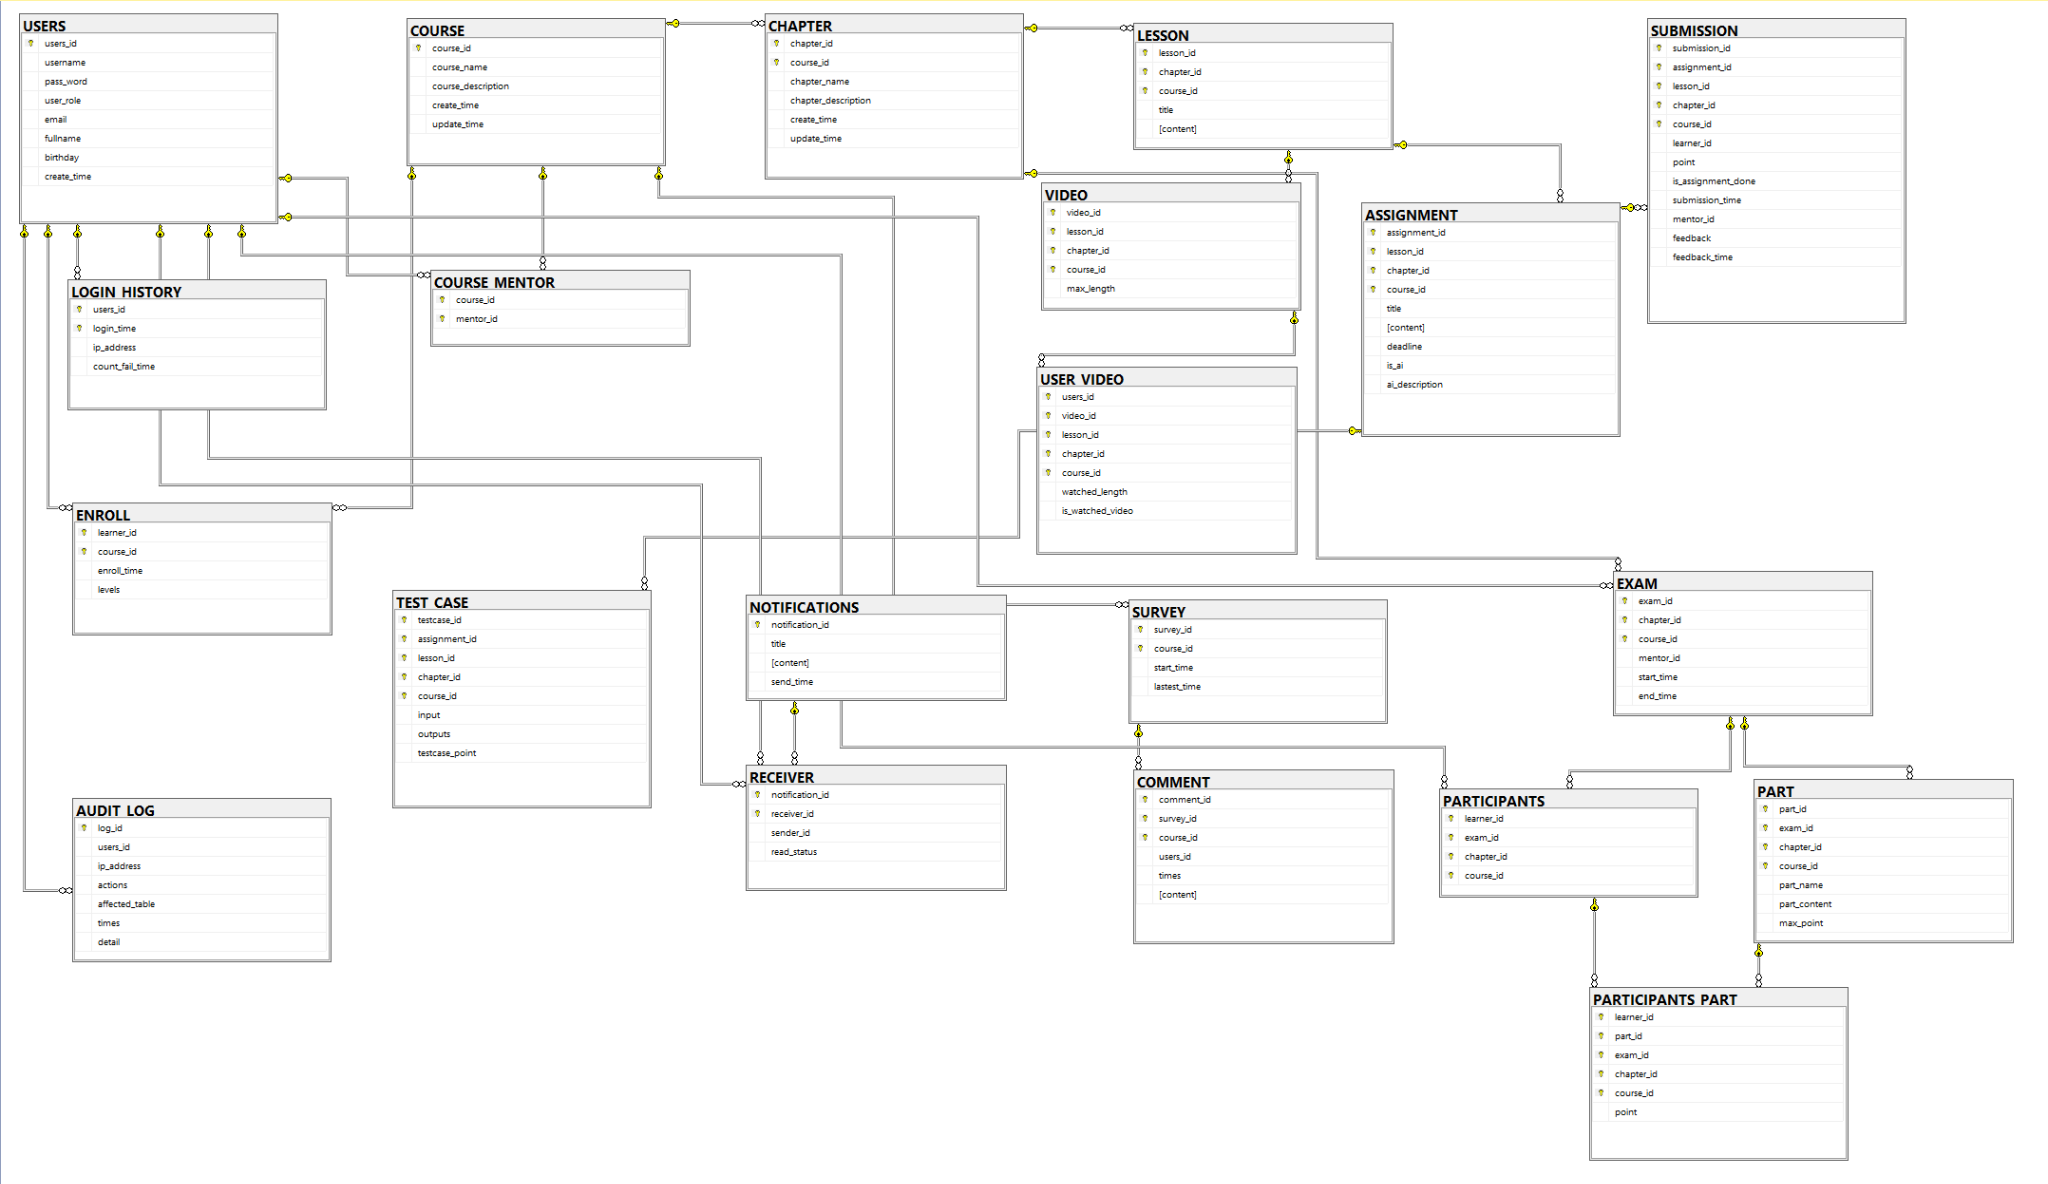 USERS
users_id
username
pass_word
user_role
email
fullname
birthday
create_time
COURSE
course_id
course_name
course_description
create_time
update_time
CHAPTER
chapter_id
course_id
chapter_name
chapter_description
create_time
update_time
LESSON
lesson_id
chapter_id
course_id
title
[content]
SUBMISSION
submission_id
assignment_id
lesson_id
chapter_id
course_id
learner_id
point
is_assignment_done
submission_time
mentor_id
feedback
feedback_time
VIDEO
video_id
lesson_id
chapter_id
course_id
max_length
ASSIGNMENT
assignment_id
lesson_id
chapter_id
course_id
title
[content]
deadline
is_ai
ai_description
LOGIN HISTORY
users_id
login_time
ip_address
count_fail_time
COURSE MENTOR
course_id
mentor_id
USER VIDEO
users_id
video_id
lesson_id
chapter_id
course_id
watched_length
is_watched_video
ENROLL
learner_id
course_id
enroll_time
levels
TEST CASE
testcase_id
assignment_id
lesson_id
chapter_id
course_id
input
outputs
testcase_point
NOTIFICATIONS
notification_id
title
[content]
send_time
SURVEY
survey_id
course_id
start_time
lastest_time
EXAM
exam_id
chapter_id
course_id
mentor_id
start_time
end_time
AUDIT LOG
log_id
users_id
ip_address
actions
affected_table
times
detail
RECEIVER
notification_id
receiver_id
sender_id
read_status
COMMENT
comment_id
survey_id
course_id
users_id
times
[content]
PARTICIPANTS
learner_id
exam_id
chapter_id
course_id
PART
part_id
exam_id
chapter_id
course_id
part_name
part_content
max_point
PARTICIPANTS PART
learner_id
part_id
exam_id
chapter_id
course_id
point